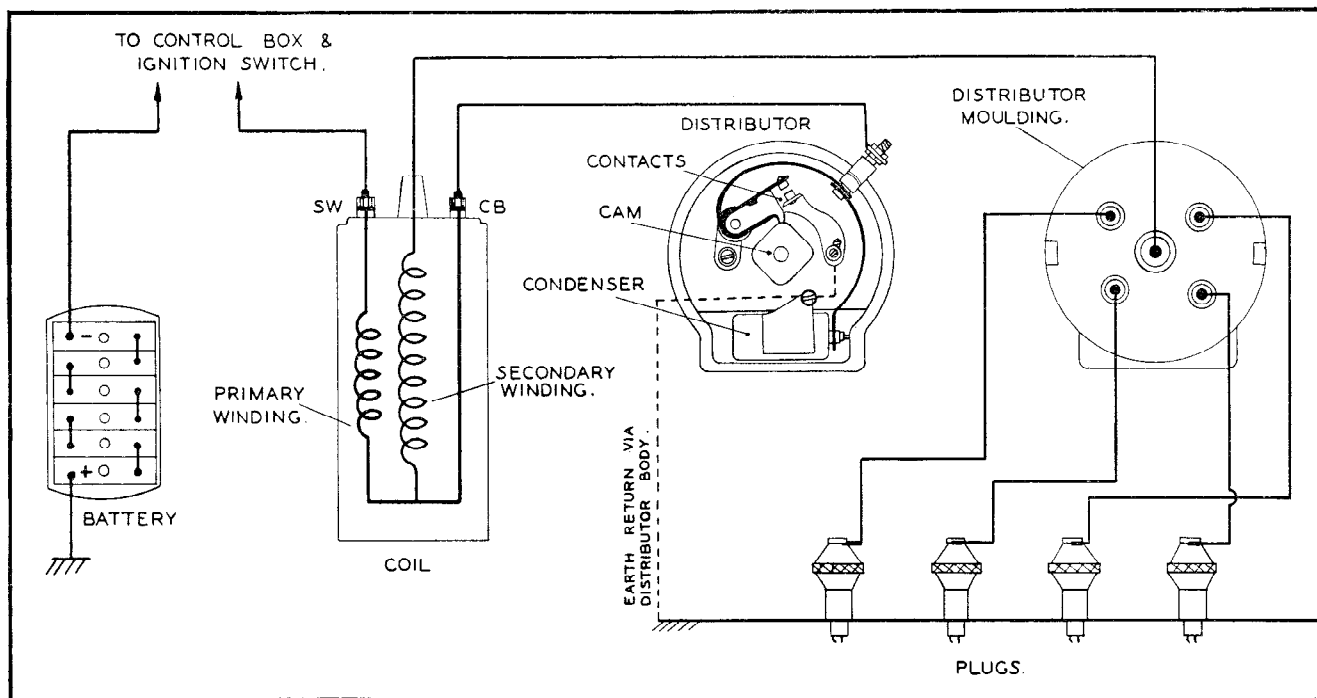 TO CONTROL BOX &
IGNITION SWITCH.
DISTRIBUTOR
DISTRIBUTOR
MOULDING.
CONTACTS
SW
CB
CAM
CONDENSER
-
SECONDARY
WINDING.
PRIMARY
WINDING.
+
BATTERY
COIL
EARTH RETURN VIA
DISTRIBUTOR BODY.
PLUGS.